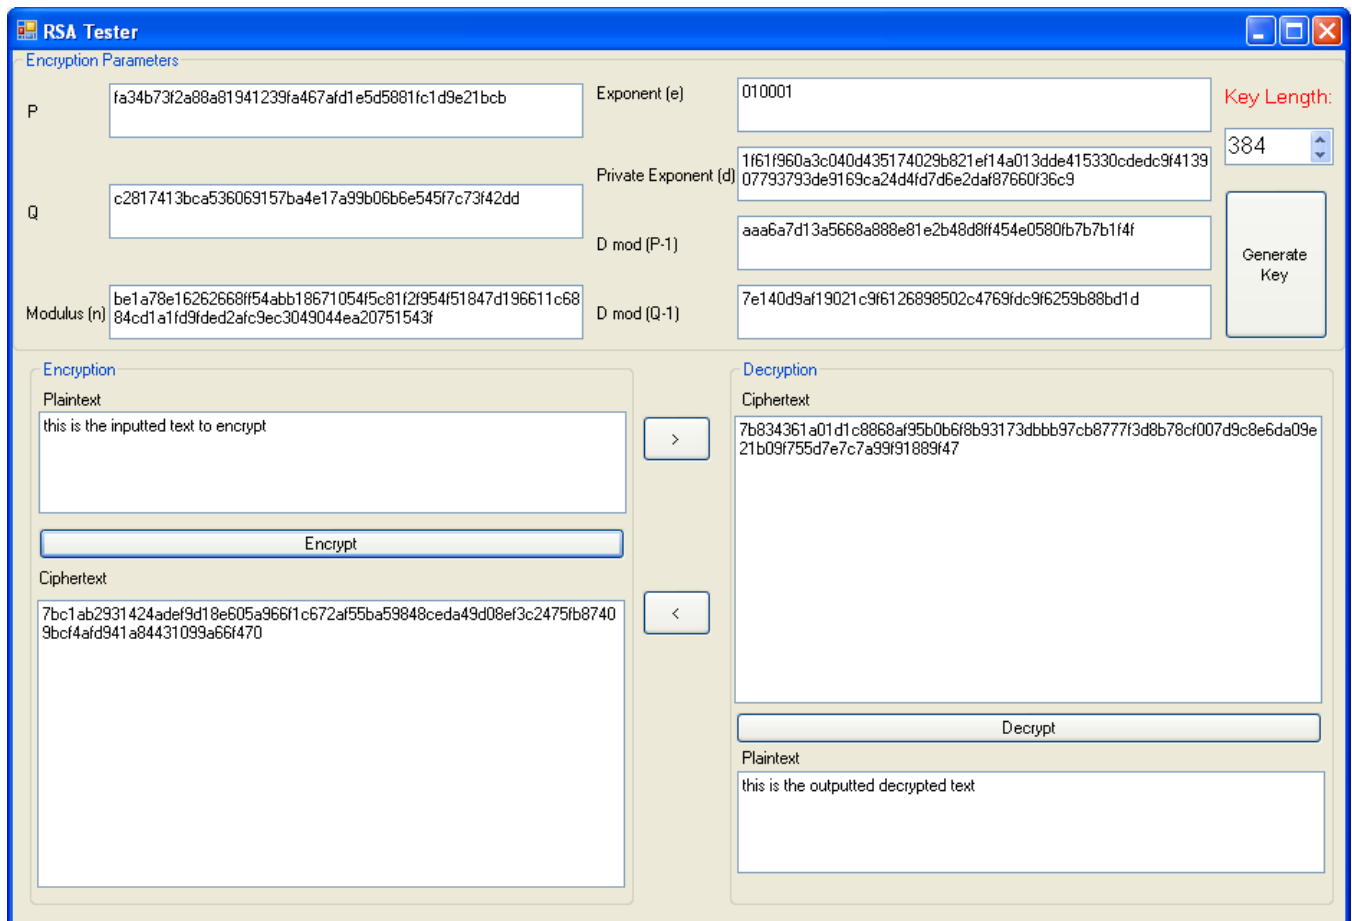 RSA Tester
Encryption Parameters
P
fa34b73f2a88a81941239fa467afd1e5d5881fc1d9e21bcb
Q
c2817413bca536069157ba4e17a99b06b6e545f7c73f42dd
Modulus (n)
be1a78e16262668ff54abb18671054f5c81f2f954f51847d196611c68
84cd1a1fd9fded2afc9ec3049044ea20751543f
Exponent (e)
010001
Private Exponent (d)
1f61f960a3c040d435174029b821ef14a013dde415330cdedc9f4139
07793793de9169ca24d4fd7d6e2daf87660f36c9
D mod (P-1)
aaa6a7d13a5668a888e81e2b48d8ff454e0580fb7b7b1f4f
D mod (Q-1)
7e140d9af19021c9f6126898502c4769fdc9f6259b88bd1d
Key Length:
384
Generate
Key
Encryption
Plaintext
this is the inputted text to encrypt
Encrypt
Ciphertext
7bc1ab2931424adef9d18e605a966f1c672af55ba59848ceda49d08ef3c2475fb8740
9bcf4afd941a84431099a66f470
>
<
Decryption
Ciphertext
7b834361a01d1c8868af95b0b6f8b93173dbbb97cb8777f3d8b78cf007d9c8e6da09e
21b09f755d7e7c7a99f91889f47
Decrypt
Plaintext
this is the outputted decrypted text